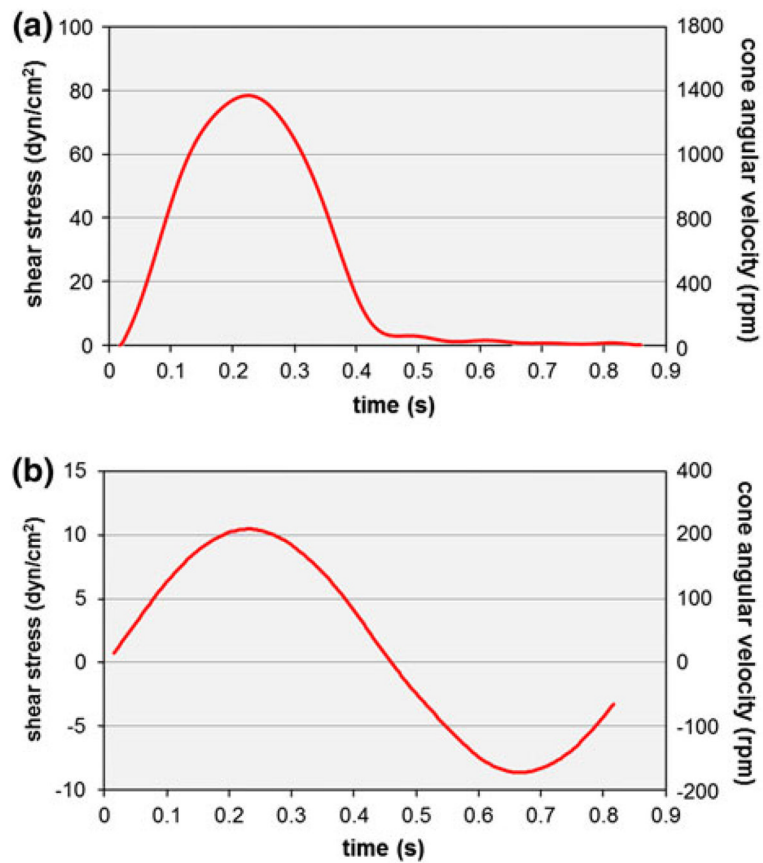 (a)
shear stress (dyn/cm²)
100
80
60
40
20
0
1800
1400
1000
800
400
0
cone angular velocity (rpm)
0 0.1 0.2 0.3 0.4 0.5 0.6 0.7 0.8 0.9
time (s)
(b)
shear stress (dyn/cm²)
15
10
5
0
-5
-10
400
200
100
0
-100
-200
cone angular velocity (rpm)
0 0.1 0.2 0.3 0.4 0.5 0.6 0.7 0.8 0.9
time (s)